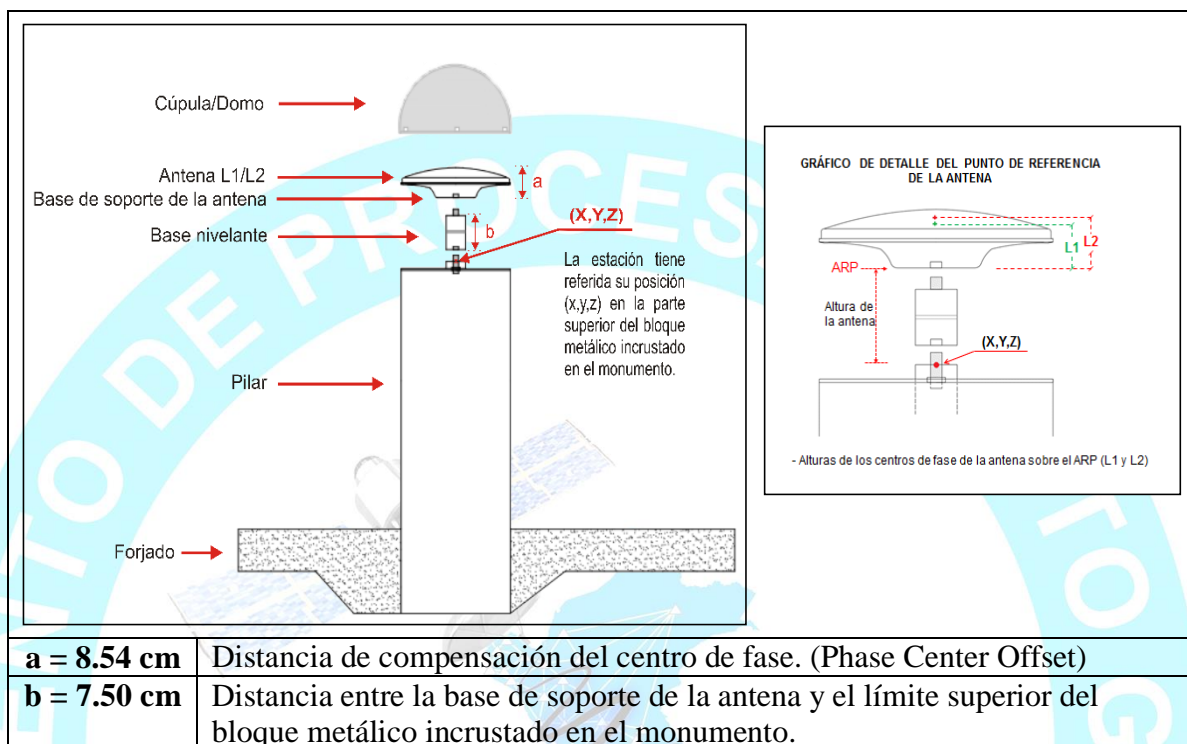 Cúpula/Domo
Antena L1/L2
a
Base de soporte de la antena
Base nivelante
b
(X,Y,Z)
La estación tiene
referida su posición
(x,y,z) en la parte
superior del bloque
metálico incrustado
en el monumento.
Pilar
Forjado
GRÁFICO DE DETALLE DEL PUNTO DE REFERENCIA
DE LA ANTENA
L1
L2
ARP
Altura de
la antena
(X,Y,Z)
- Alturas de los centros de fase de la antena sobre el ARP (L1 y L2)
a = 8.54 cm Distancia de compensación del centro de fase. (Phase Center Offset)
b = 7.50 cm Distancia entre la base de soporte de la antena y el límite superior del
bloque metálico incrustado en el monumento.